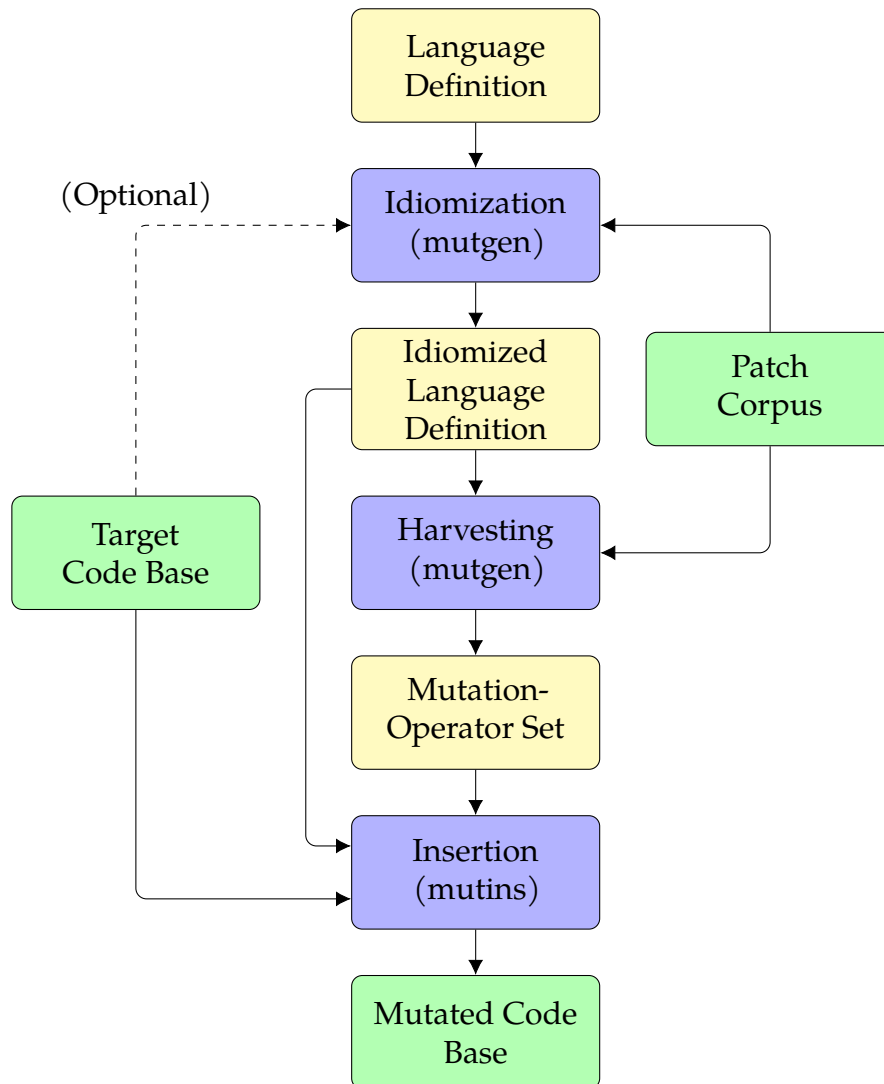 Language
Definition
(Optional)
Idiomization
(mutgen)
Idiomized
Language
Definition
Patch
Corpus
Target
Code Base
Harvesting
(mutgen)
Mutation-
Operator Set
Insertion
(mutins)
Mutated Code
Base